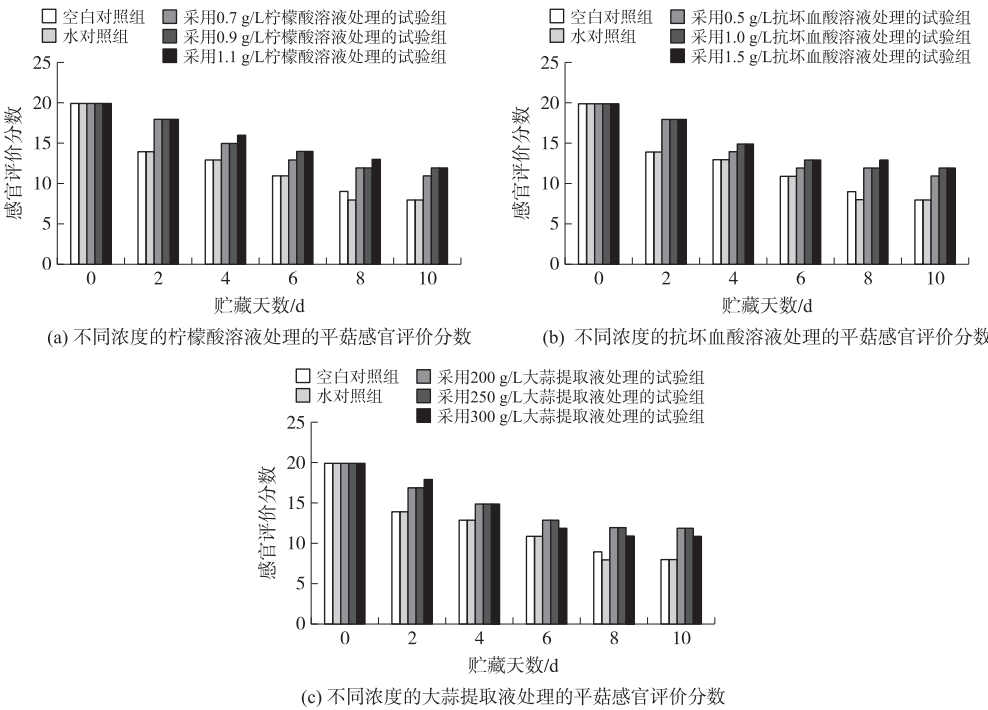 空白对照组 采用0.7 g/L柠檬酸溶液处理的试验组
水对照组 采用0.9 g/L柠檬酸溶液处理的试验组
采用1.1 g/L柠檬酸溶液处理的试验组
25
20
15
10
5
0
感官评价分数
0 2 4 6 8 10
贮藏天数/d
(a) 不同浓度的柠檬酸溶液处理的平菇感官评价分数
空白对照组 采用0.5 g/L抗坏血酸溶液处理的试验组
水对照组 采用1.0 g/L抗坏血酸溶液处理的试验组
采用1.5 g/L抗坏血酸溶液处理的试验组
25
20
15
10
5
0
感官评价分数
0 2 4 6 8 10
贮藏天数/d
(b) 不同浓度的抗坏血酸溶液处理的平菇感官评价分数
空白对照组 采用200 g/L大蒜提取液处理的试验组
水对照组 采用250 g/L大蒜提取液处理的试验组
采用300 g/L大蒜提取液处理的试验组
25
20
15
10
5
0
感官评价分数
0 2 4 6 8 10
贮藏天数/d
(c) 不同浓度的大蒜提取液处理的平菇感官评价分数